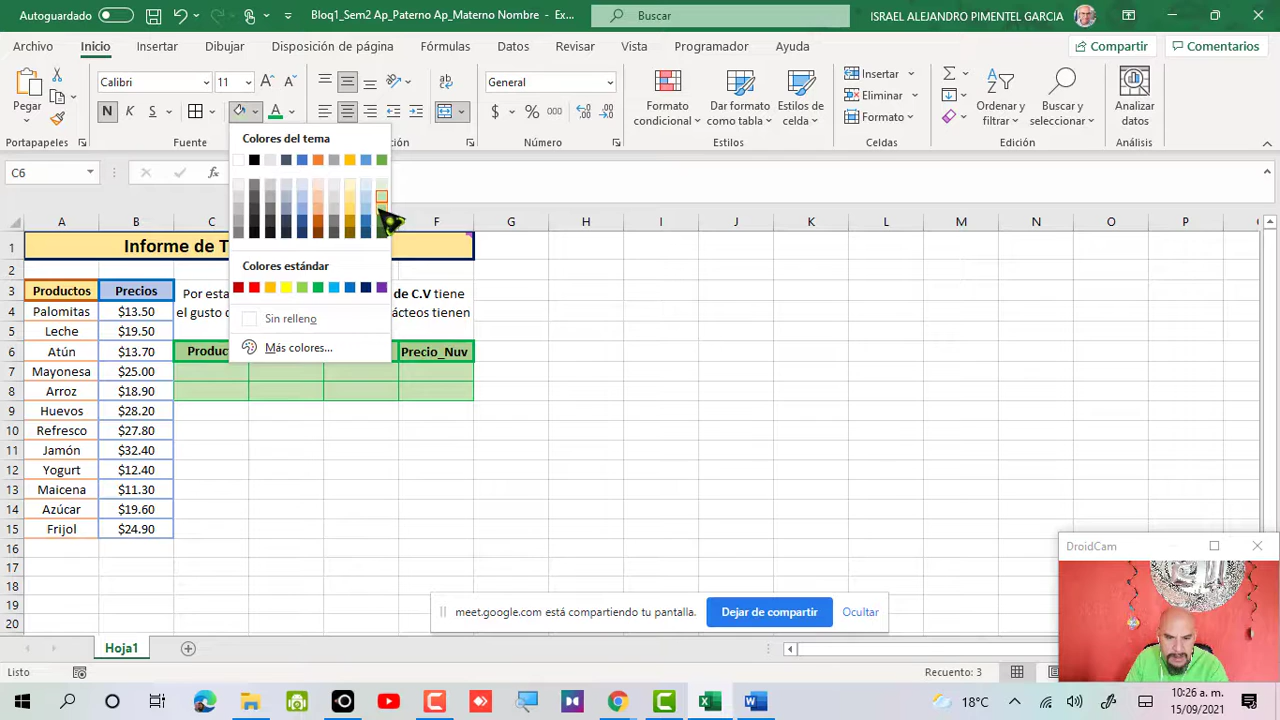 Autoguardado
Bloq1_Sem2 Ap_Paterno Ap_Materno Nombre - Ex...
Buscar
ISRAEL ALEJANDRO PIMENTEL GARCIA
Archivo Inicio Insertar Dibujar Disposición de página Fórmulas Datos Revisar Vista Programador Ayuda
Compartir Comentarios
Pegar
Calibri 11
General
Formato condicional
Dar formato como tabla
Estilos de celda
Insertar
Eliminar
Formato
Ordenar y filtrar
Buscar y seleccionar
Analizar datos
N K S
$ % 000
Portapapeles Fuente Número Estilos Celdas Edición Análisis
C6
fx
Colores del tema
Colores estándar
Sin relleno
Más colores...
A B C F G H I J K L M N O P
1 Informe de T
2
3 Productos Precios Por esta de C.V tiene
4 Palomitas $13.50 el gusto ácteos tienen
5 Leche $19.50
6 Atún $13.70 Produc Precio_Nuv
7 Mayonesa $25.00
8 Arroz $18.90
9 Huevos $28.20
10 Refresco $27.80
11 Jamón $32.40
12 Yogurt $12.40
13 Maicena $11.30
14 Azúcar $19.60
15 Frijol $24.90
16
17
18
19
20
DroidCam
meet.google.com está compartiendo tu pantalla. Dejar de compartir Ocultar
Hoja1
Listo
Recuento: 3
18°C
10:26 a. m.
15/09/2021